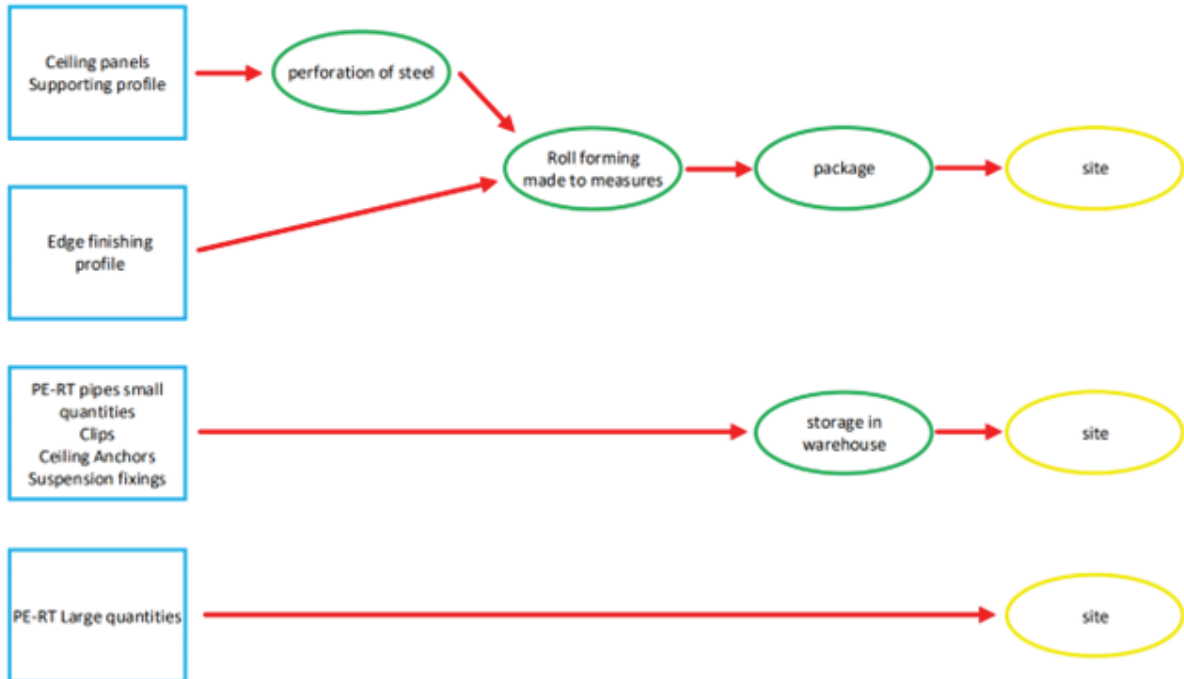 Ceiling panels
Supporting profile
perforation of steel
Roll forming
made to measures
package
site
Edge finishing
profile
PE-RT pipes small
quantities
Clips
Ceiling Anchors
Suspension fixings
storage in
warehouse
site
PE-RT Large quantities
site